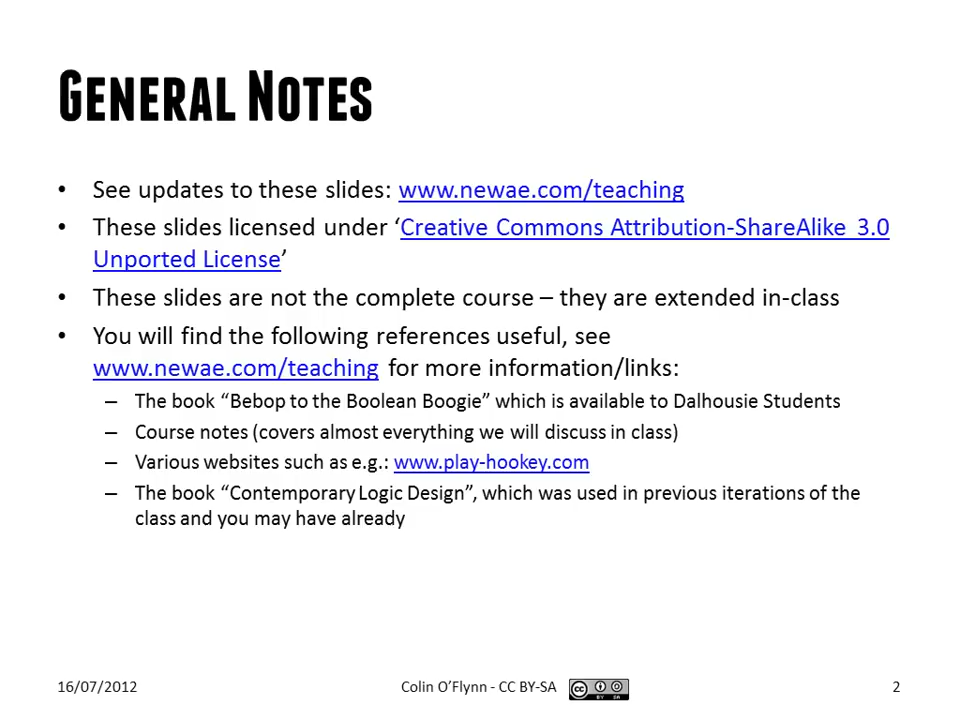 General Notes
• See updates to these slides: www.newae.com/teaching
• These slides licensed under ‘Creative Commons Attribution-ShareAlike 3.0
Unported License’
• These slides are not the complete course – they are extended in-class
• You will find the following references useful, see
www.newae.com/teaching for more information/links:
– The book “Bebop to the Boolean Boogie” which is available to Dalhousie Students
– Course notes (covers almost everything we will discuss in class)
– Various websites such as e.g.: www.play-hookey.com
– The book “Contemporary Logic Design”, which was used in previous iterations of the
class and you may have already
16/07/2012
Colin O’Flynn - CC BY-SA
cc BY SA
2